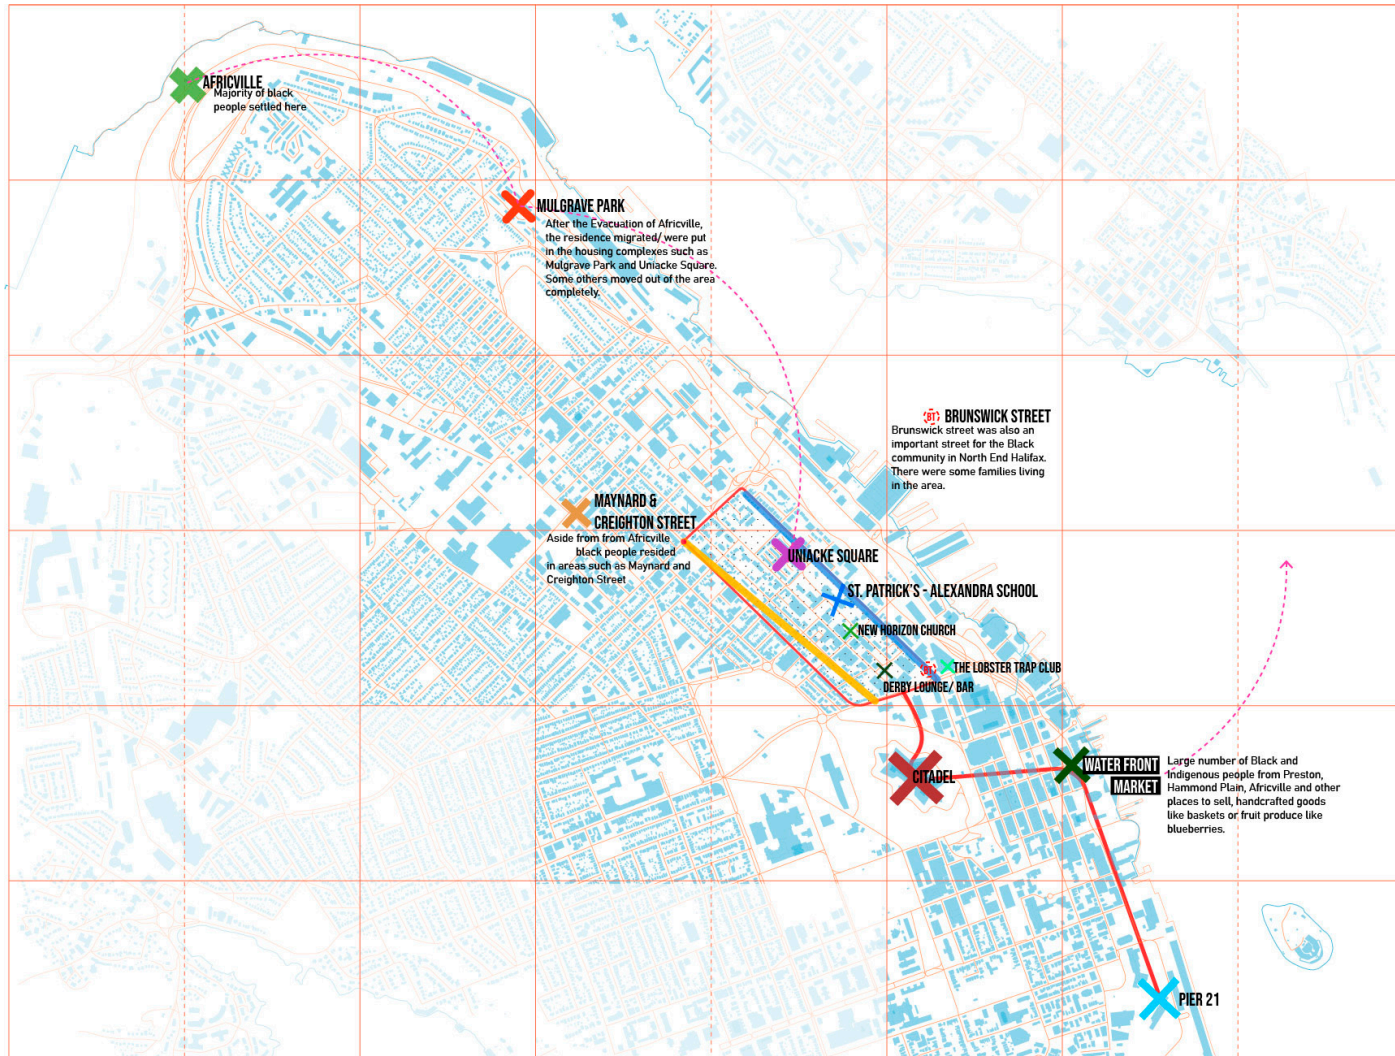 AFRICVILLE
Majority of black
people settled here
MULGRAVE PARK
After the Evacuation of Africville,
the residence migrated/ were put
in the housing complexes such as
Mulgrave Park and Uniacke Square.
Some others moved out of the area
completely.
BT BRUNSWICK STREET
Brunswick street was also an
important street for the Black
community in North End Halifax.
There were some families living
in the area.
MAYNARD &
CREIGHTON STREET
Aside from from Africville
black people resided
in areas such as Maynard and
Creighton Street
UNIACKE SQUARE
ST. PATRICK'S - ALEXANDRA SCHOOL
NEW HORIZON CHURCH
BT
THE LOBSTER TRAP CLUB
DERBY LOUNGE/ BAR
CITADEL
WATER FRONT
MARKET
Large number of Black and
Indigenous people from Preston,
Hammond Plain, Africville and other
places to sell, handcrafted goods
like baskets or fruit produce like
blueberries.
PIER 21